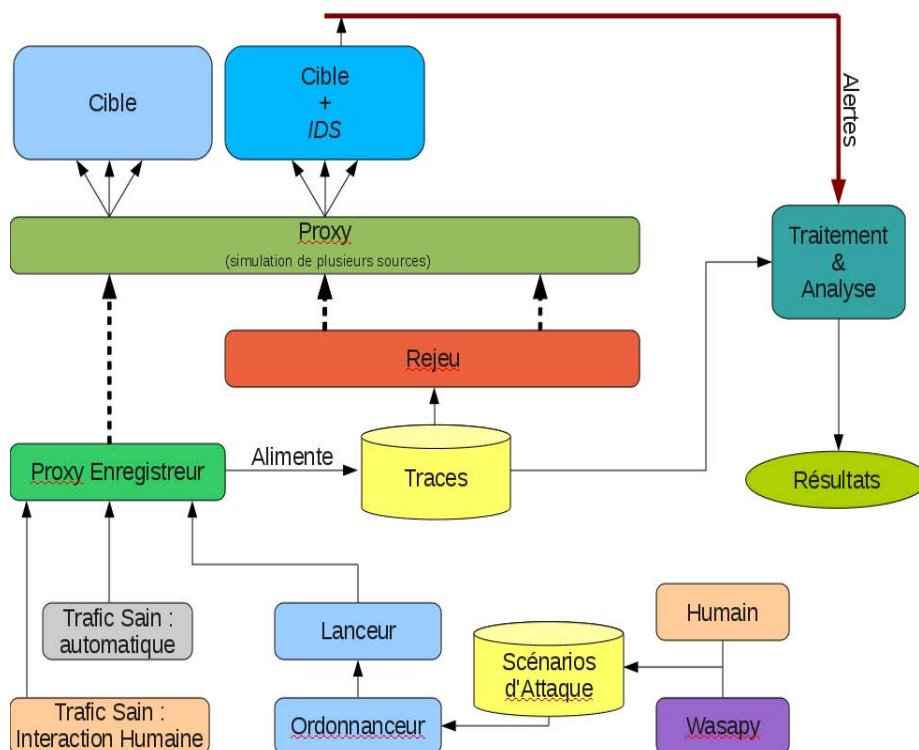 Cible
Cible
+
IDS
Alertes
Proxy
(simulation de plusieurs sources)
Traitement
&
Analyse
Rejeu
Proxy Enregistreur
Alimente
Traces
Résultats
Trafic Sain :
automatique
Lanceur
Humain
Scénarios
d'Attaque
Trafic Sain :
Interaction Humaine
Ordonnanceur
Wasapy